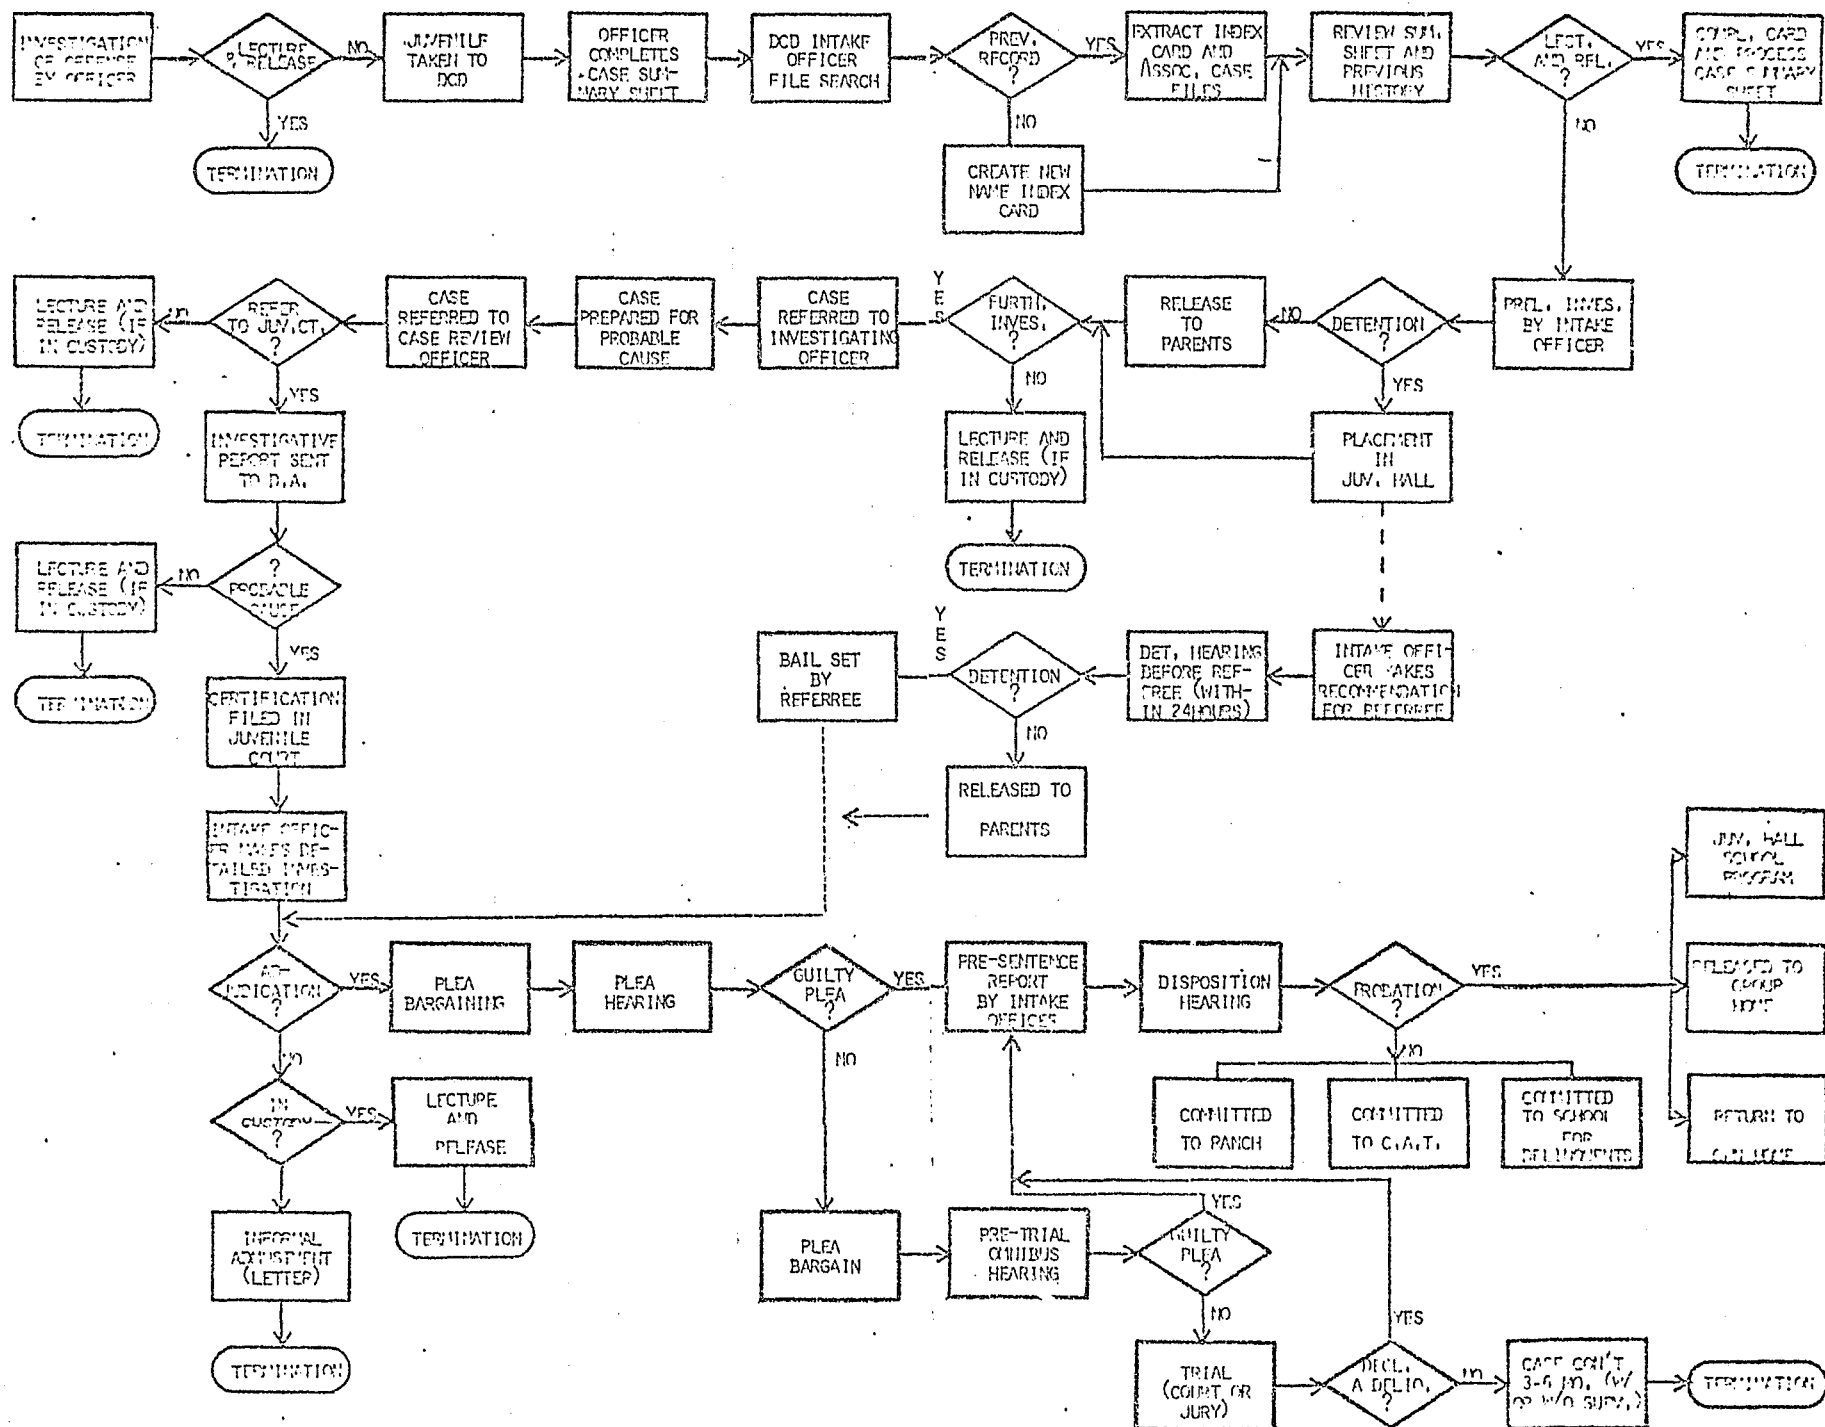 INVESTIGATION
OF OFFENSE
BY OFFICER
LECTURE
& RELEASE
?
NO
YES
TERMINATION
JUVENILE
TAKEN TO
DCD
OFFICER
COMPLETES
CASE SUM-
MARY SHEET
DCD INTAKE
OFFICER
FILE SEARCH
PREV.
RECORD
?
YES
NO
EXTRACT INDEX
CARD AND
ASSOC. CASE
FILES
CREATE NEW
NAME INDEX
CARD
REVIEW SUM.
SHEET AND
PREVIOUS
HISTORY
LECT.
AND REL.
?
YES
NO
COMPL. CARD
AND PROCESS
CASE SUMMARY
SHEET
TERMINATION
PREL. INVES.
BY INTAKE
OFFICER
DETENTION
?
NO
YES
RELEASE
TO
PARENTS
FURTH.
INVES.
?
YES
NO
CASE
REFERRED TO
INVESTIGATING
OFFICER
CASE
PREPARED FOR
PROBABLE
CAUSE
CASE
REFERRED TO
CASE REVIEW
OFFICER
REFER
TO JUV.CT.
?
NO
YES
LECTURE AND
RELEASE (IF
IN CUSTODY)
TERMINATION
INVESTIGATIVE
REPORT SENT
TO D.A.
LECTURE AND
RELEASE (IF
IN CUSTODY)
TERMINATION
PLACEMENT
IN
JUV. HALL
?
PROBABLE
CAUSE
NO
YES
LECTURE AND
RELEASE (IF
IN CUSTODY)
TERMINATION
INTAKE OFFI-
CER MAKES
RECOMMENDATION
FOR REFERREE
DET. HEARING
BEFORE REF-
FREE (WITH-
IN 24HOURS)
DETENTION
?
YES
NO
BAIL SET
BY
REFERREE
RELEASED TO
PARENTS
CERTIFICATION
FILED IN
JUVENILE
COURT
INTAKE OFFIC-
ER MAKES DE-
TAILED INVES-
TIGATION
AD-
JUDICATION
?
YES
NO
PLEA
BARGAINING
PLEA
HEARING
GUILTY
PLEA
?
YES
NO
PRE-SENTENCE
REPORT
BY INTAKE
OFFICES
DISPOSITION
HEARING
PROBATION
?
YES
NO
JUV. HALL
SCHOOL
PROGRAM
RELEASED TO
GROUP
HOME
RETURN TO
OWN HOME
COMMITTED
TO RANCH
COMMITTED
TO C.A.T.
COMMITTED
TO SCHOOL
FOR
DELINQUENTS
IN
CUSTODY
?
YES
LECTURE
AND
RELEASE
TERMINATION
INFORMAL
ADJUSTMENT
(LETTER)
TERMINATION
PLEA
BARGAIN
PRE-TRIAL
OMNIBUS
HEARING
GUILTY
PLEA
?
YES
NO
TRIAL
(COURT OR
JURY)
DECL.
A DELIQ.
?
YES
NO
CASE CON'T
3-6 MO. (W/
OR W/O SUPV.)
TERMINATION